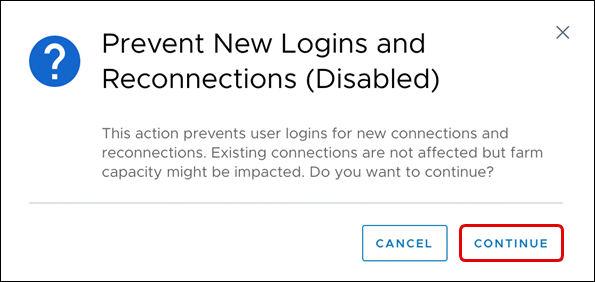 Prevent New Logins and
Reconnections (Disabled)
This action prevents user logins for new connections and
reconnections. Existing connections are not affected but farm
capacity might be impacted. Do you want to continue?
CANCEL
CONTINUE